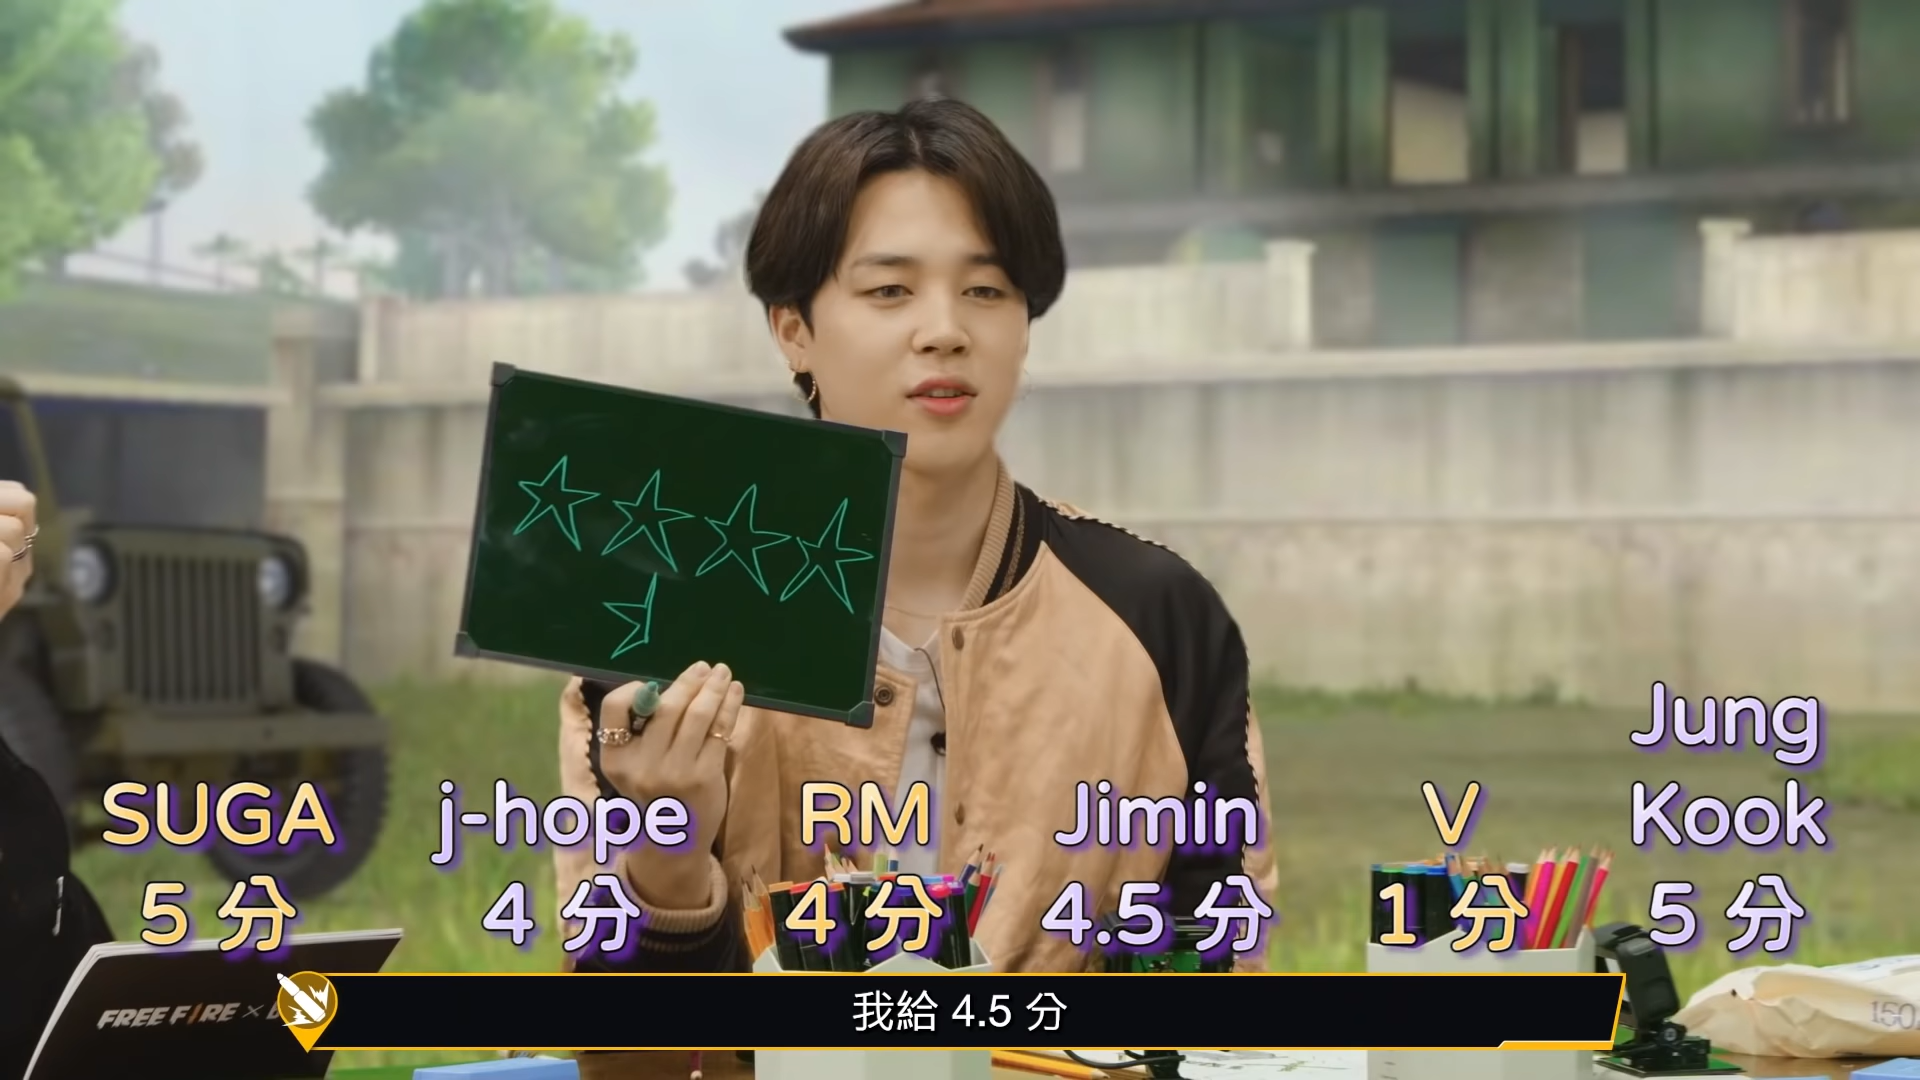 Jung
SUGA j-hope RM Jimin V Kook
5 分 4 分 4 分 4.5 分 1 分 5 分
FREE FIRE ×
150
我給 4.5 分